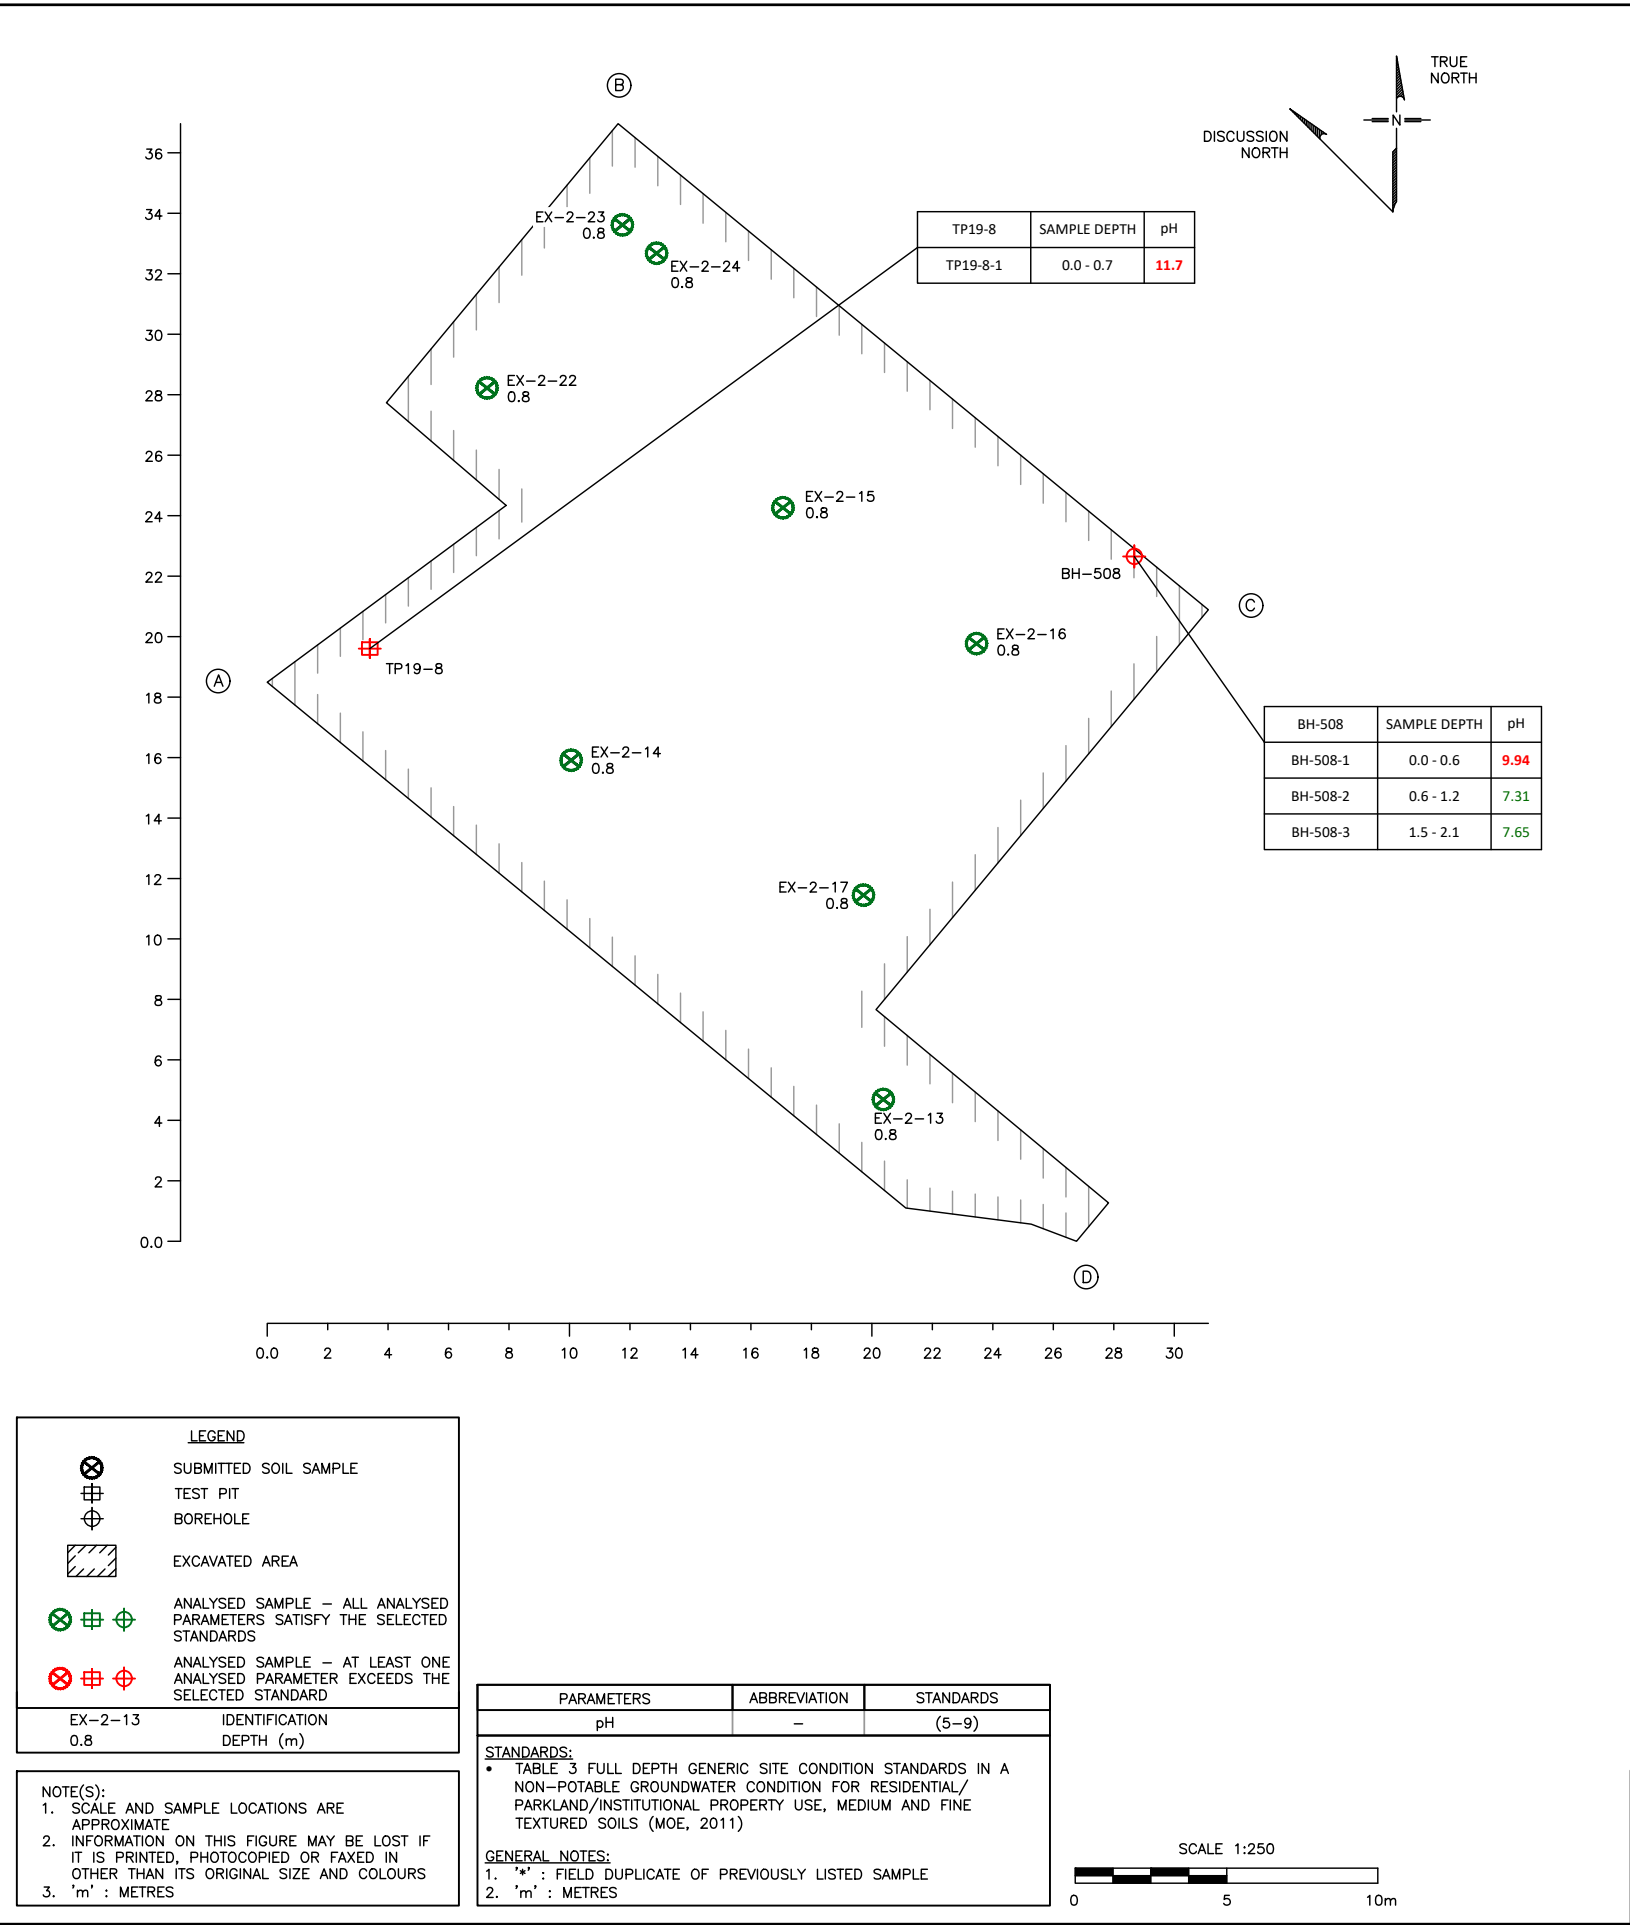 B
TRUE
NORTH
N
DISCUSSION
NORTH
36
34
32
30
28
26
24
22
20
18
16
14
12
10
8
6
4
2
0.0
EX-2-23
0.8
EX-2-24
0.8
TP19-8 SAMPLE DEPTH pH
TP19-8-1 0.0 - 0.7 11.7
EX-2-22
0.8
EX-2-15
0.8
BH-508
C
EX-2-16
0.8
TP19-8
A
BH-508 SAMPLE DEPTH pH
BH-508-1 0.0 - 0.6 9.94
BH-508-2 0.6 - 1.2 7.31
BH-508-3 1.5 - 2.1 7.65
EX-2-14
0.8
EX-2-17
0.8
EX-2-13
0.8
D
0.0 2 4 6 8 10 12 14 16 18 20 22 24 26 28 30
LEGEND
SUBMITTED SOIL SAMPLE
TEST PIT
BOREHOLE
EXCAVATED AREA
ANALYSED SAMPLE - ALL ANALYSED
PARAMETERS SATISFY THE SELECTED
STANDARDS
ANALYSED SAMPLE - AT LEAST ONE
ANALYSED PARAMETER EXCEEDS THE
SELECTED STANDARD
EX-2-13 IDENTIFICATION
0.8 DEPTH (m)
NOTE(S):
1. SCALE AND SAMPLE LOCATIONS ARE
APPROXIMATE
2. INFORMATION ON THIS FIGURE MAY BE LOST IF
IT IS PRINTED, PHOTOCOPIED OR FAXED IN
OTHER THAN ITS ORIGINAL SIZE AND COLOURS
3. 'm' : METRES
PARAMETERS ABBREVIATION STANDARDS
pH - (5-9)
STANDARDS:
• TABLE 3 FULL DEPTH GENERIC SITE CONDITION STANDARDS IN A
NON-POTABLE GROUNDWATER CONDITION FOR RESIDENTIAL/
PARKLAND/INSTITUTIONAL PROPERTY USE, MEDIUM AND FINE
TEXTURED SOILS (MOE, 2011)
GENERAL NOTES:
1. '*' : FIELD DUPLICATE OF PREVIOUSLY LISTED SAMPLE
2. 'm' : METRES
SCALE 1:250
0 5 10m